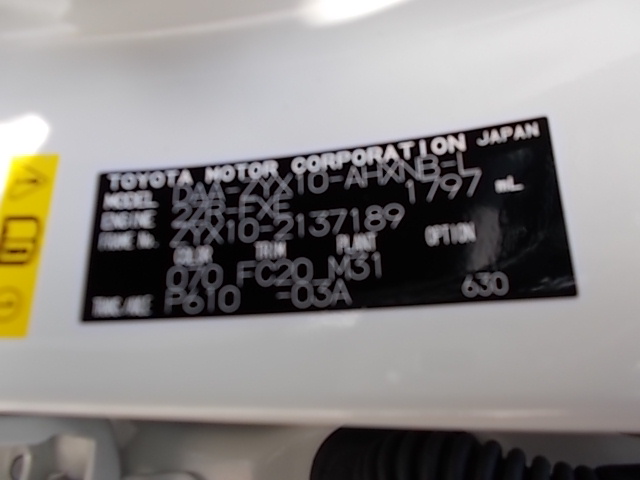 TOYOTA MOTOR CORPORATION JAPAN
MODEL DAA-ZYX10-AHXNB-L
ENGINE 2ZR-FXE 1797 mL
FRAME No. ZYX10-2137189
COLOR TRIM PLANT OPTION
070 FC20 M31
TRANS/AXLE P610 -03A 630